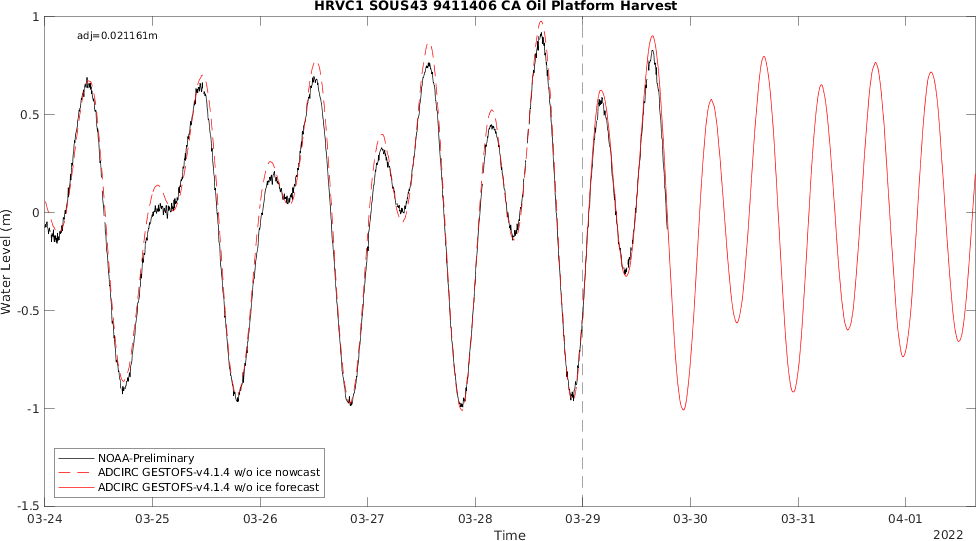 HRVC1 SOUS43 9411406 CA Oil Platform Harvest
adj=0.021161m
1
0.5
0
-0.5
-1
-1.5
Water Level (m)
NOAA-Preliminary
ADCIRC GESTOFS-v4.1.4 w/o ice nowcast
ADCIRC GESTOFS-v4.1.4 w/o ice forecast
03-24 03-25 03-26 03-27 03-28 03-29 03-30 03-31 04-01
Time
2022